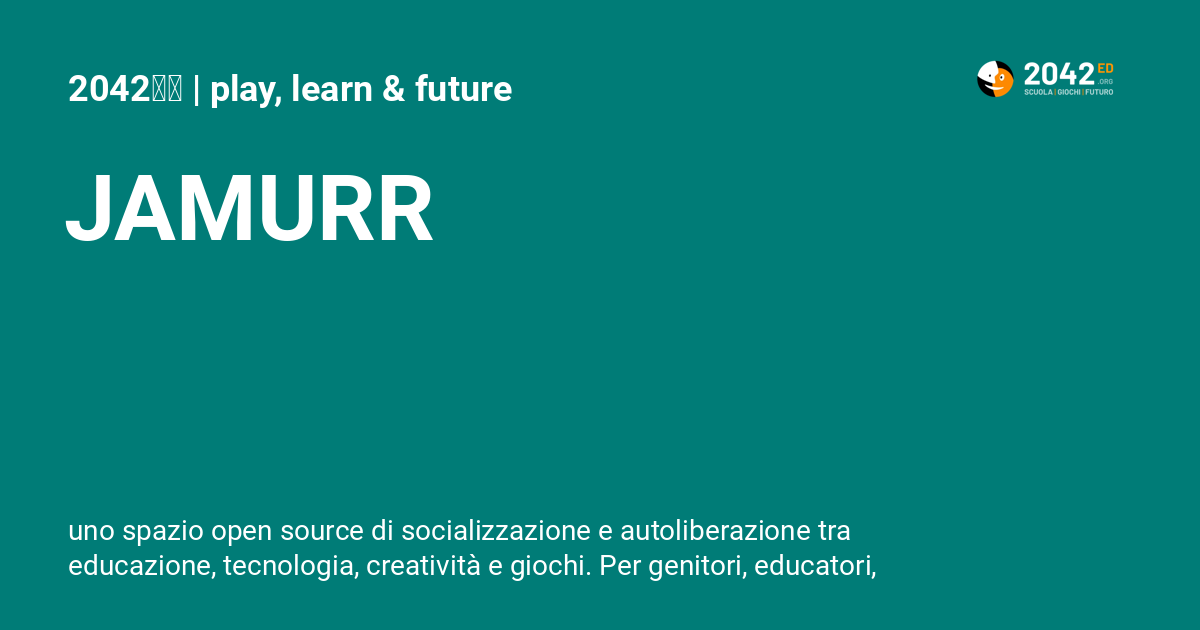 2042 | play, learn & future
2042 ED
.ORG
SCUOLA | GIOCHI | FUTURO
JAMURR
uno spazio open source di socializzazione e autoliberazione tra
educazione, tecnologia, creatività e giochi. Per genitori, educatori,